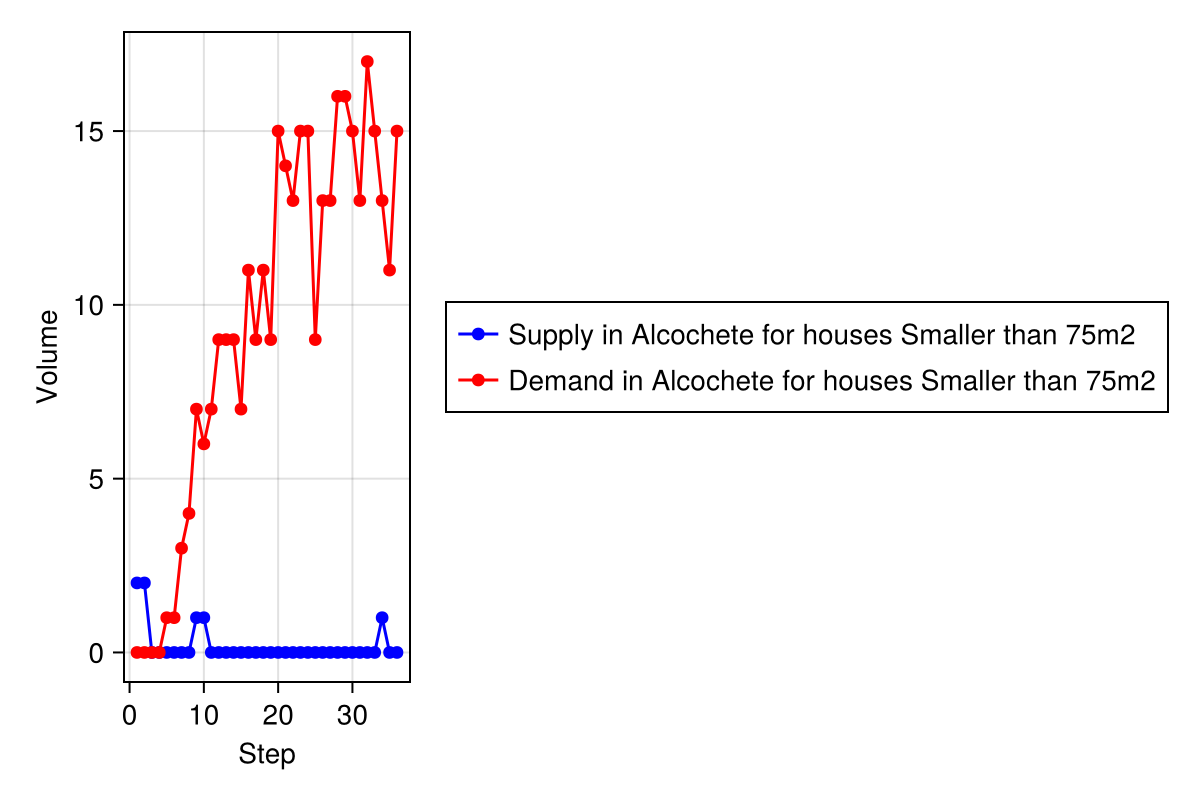 15
10
5
0
Volume
0 10 20 30
Step
Supply in Alcochete for houses Smaller than 75m2
Demand in Alcochete for houses Smaller than 75m2